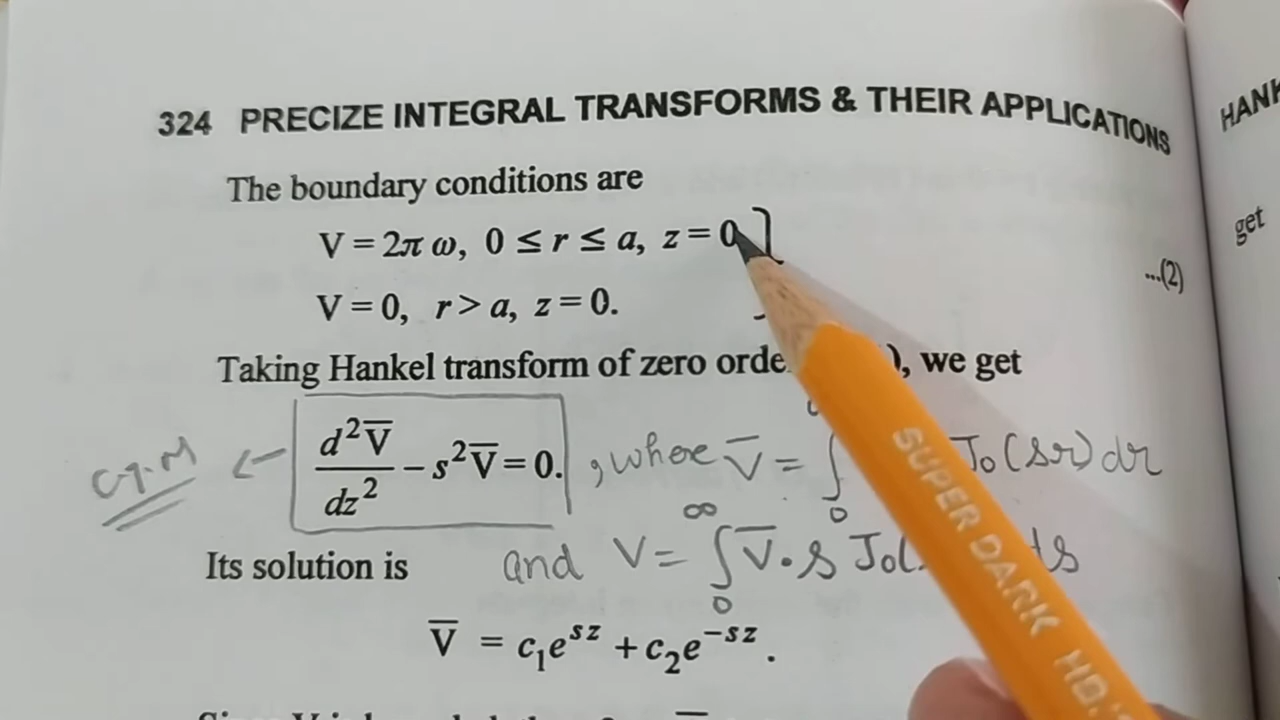 324 PRECIZE INTEGRAL TRANSFORMS & THEIR APPLICATIONS
HANK
The boundary conditions are
V = 2π ω, 0 ≤ r ≤ a, z = 0
get
...(2)
V = 0, r > a, z = 0.
Taking Hankel transform of zero orde ), we get
d²V̅/dz² − s²V̅ = 0. , where V̅ = ∫₀ J₀(sr) dr
Its solution is and V = ∫₀^∞ V̅ · s J₀( ds
V̅ = c₁e^{sz} + c₂e^{−sz}.
SUPER DARK HB